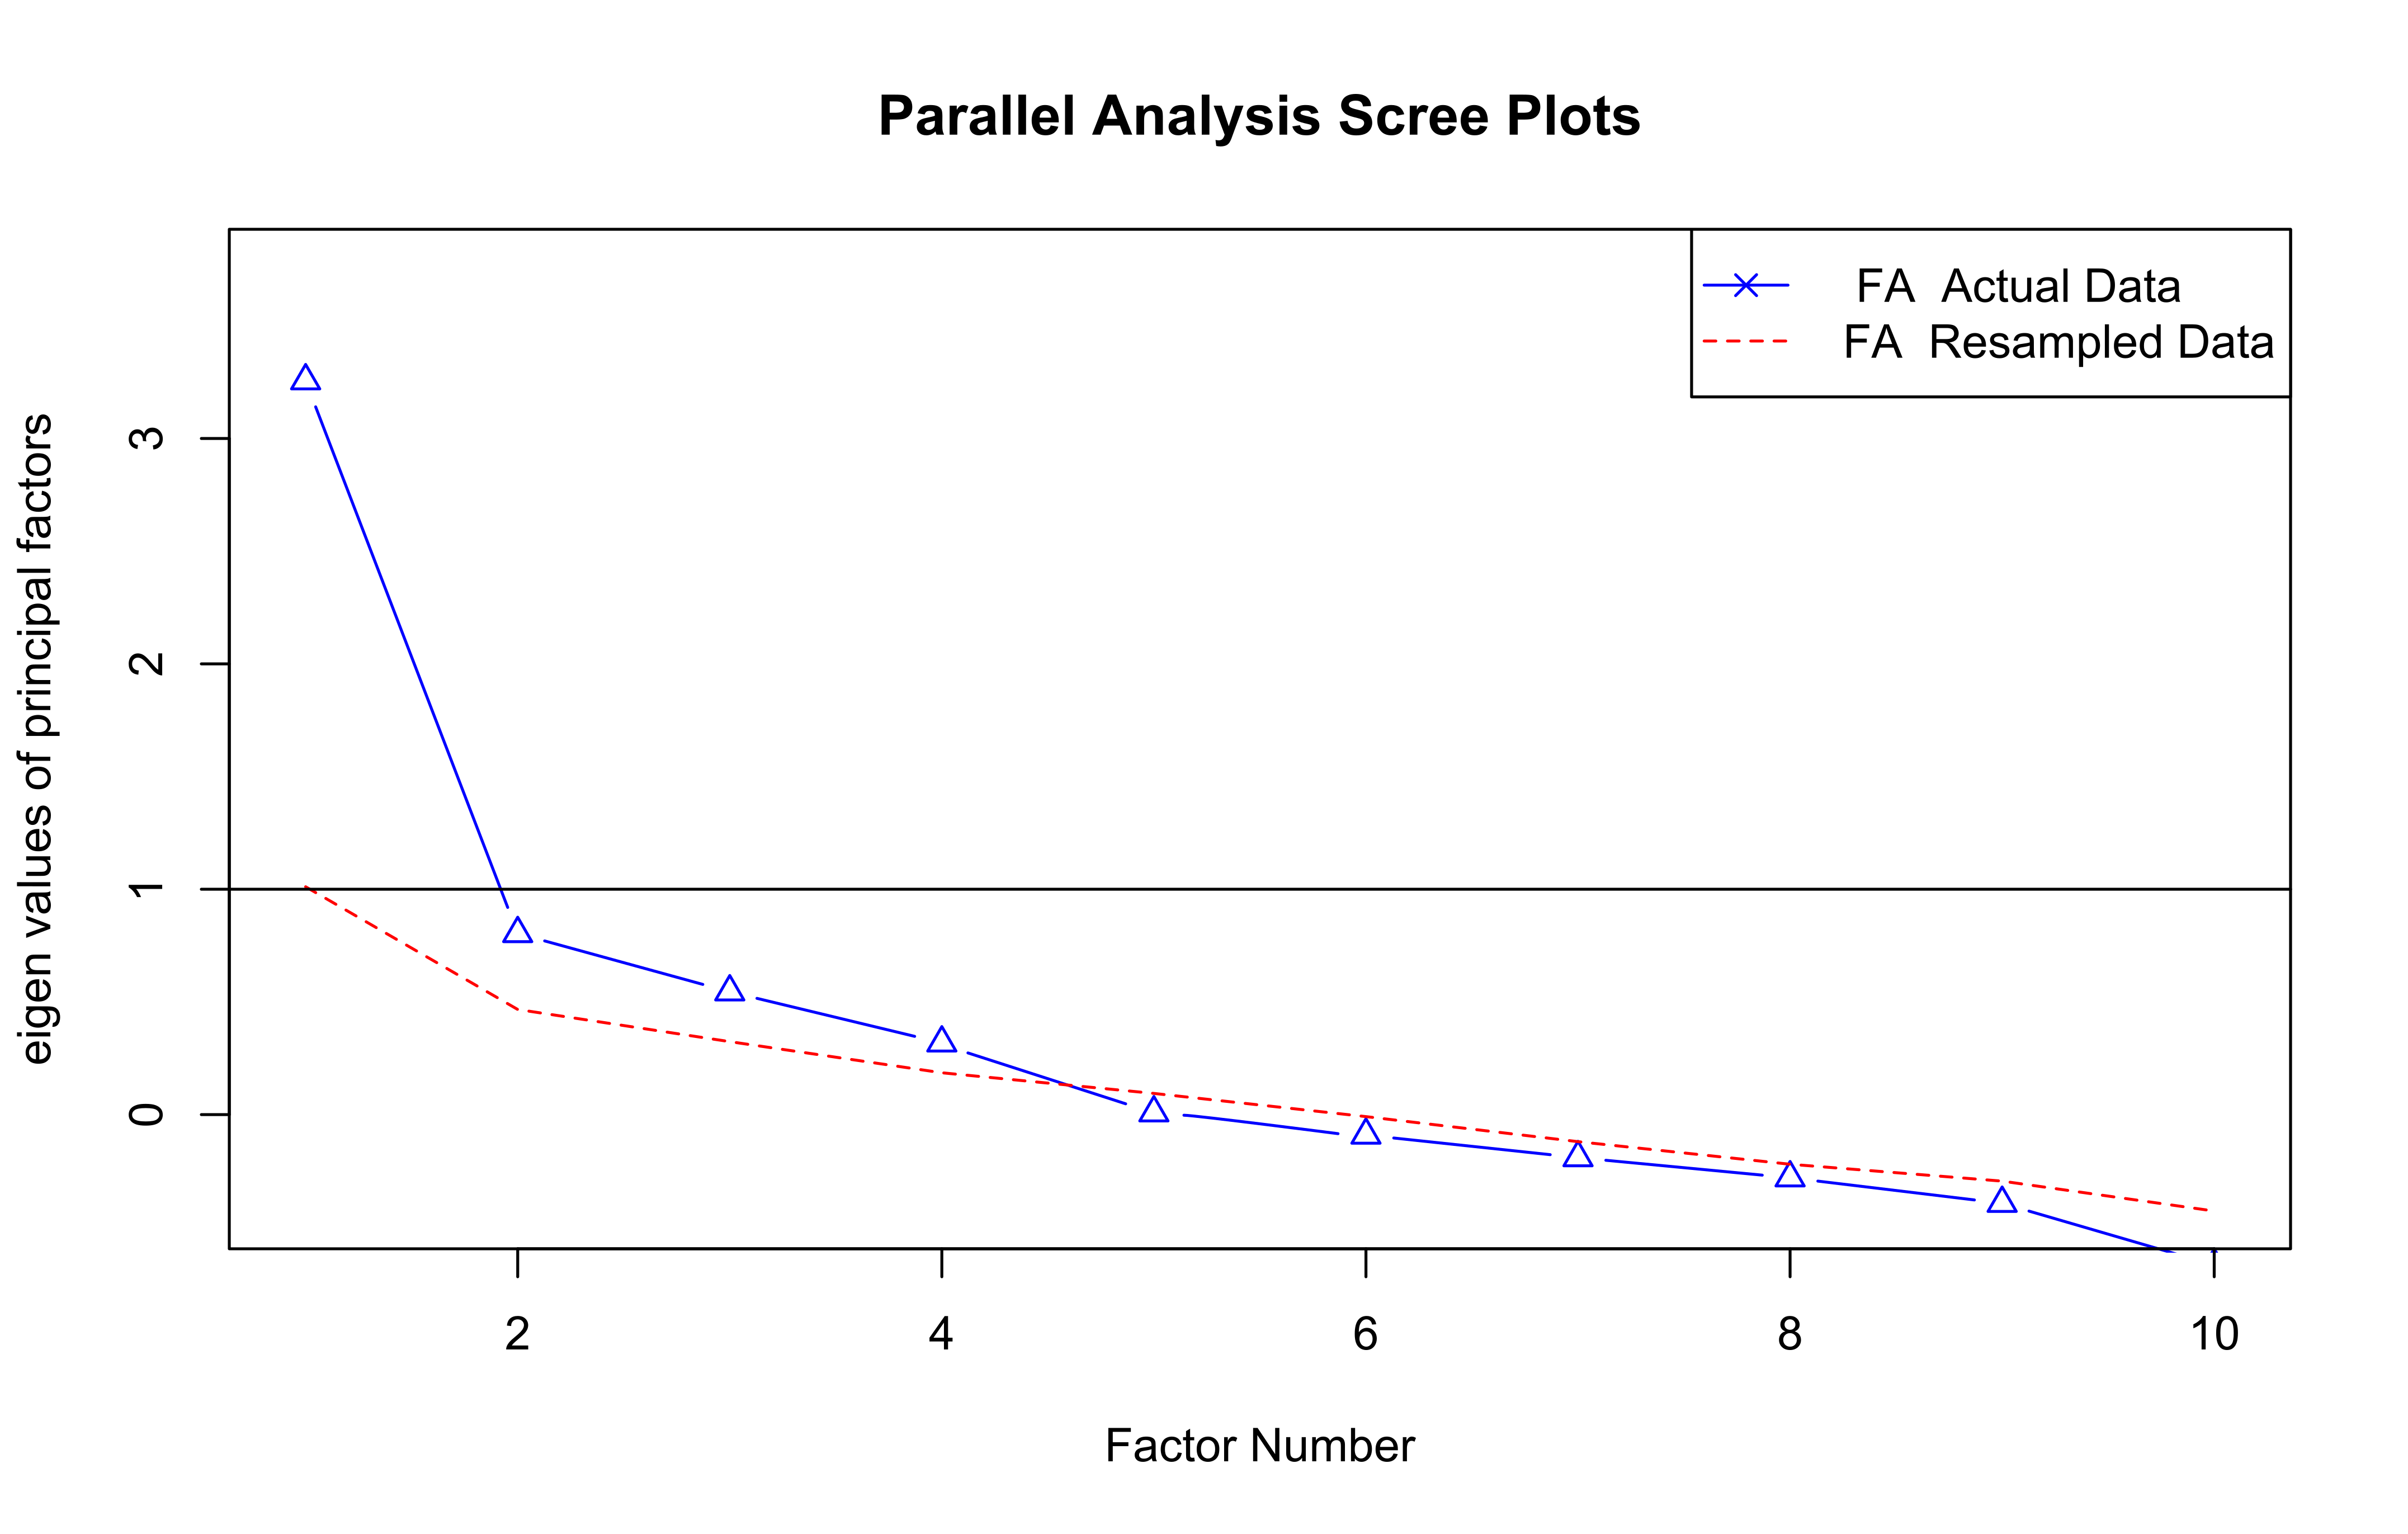 Parallel Analysis Scree Plots
FA Actual Data
FA Resampled Data
eigen values of principal factors
3
2
1
0
2 4 6 8 10
Factor Number